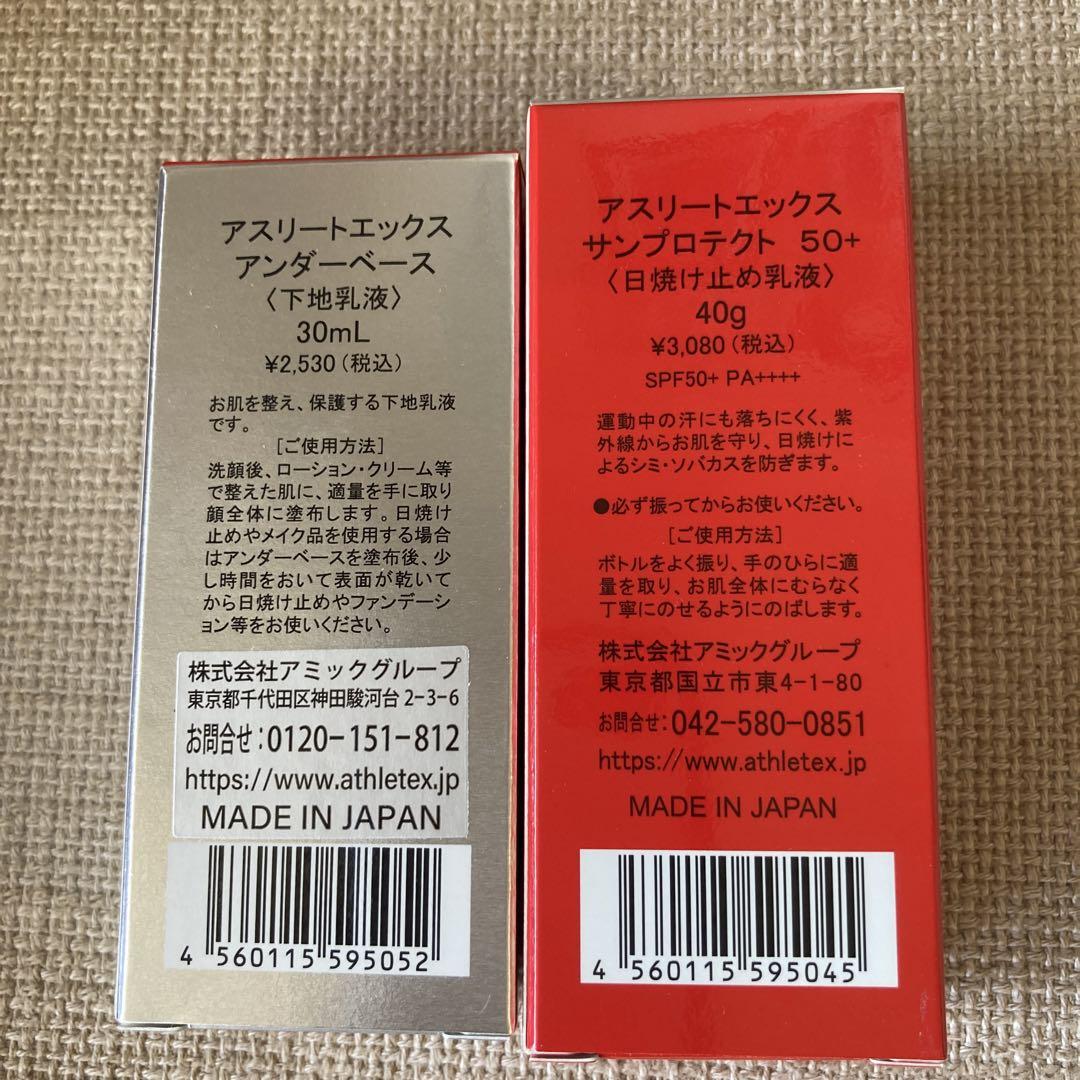 アスリートエックス
アンダーベース
〈下地乳液〉
30mL
¥2,530(税込)
お肌を整え、保護する下地乳液
です。
[ご使用方法]
洗顔後、ローション・クリーム等
で整えた肌に、適量を手に取り
顔全体に塗布します。日焼け
止めやメイク品を使用する場合
はアンダーベースを塗布後、少
し時間をおいて表面が乾いて
から日焼け止めやファンデーシ
ョン等をお使いください。
株式会社アミックグループ
東京都千代田区神田駿河台2-3-6
お問合せ:0120-151-812
https://www.athletex.jp
MADE IN JAPAN
4 560115 595052
アスリートエックス
サンプロテクト 50+
〈日焼け止め乳液〉
40g
¥3,080(税込)
SPF50+ PA++++
運動中の汗にも落ちにくく、紫
外線からお肌を守り、日焼けに
よるシミ・ソバカスを防ぎます。
●必ず振ってからお使いください。
[ご使用方法]
ボトルをよく振り、手のひらに適
量を取り、お肌全体にむらなく
丁寧にのせるようにのばします。
株式会社アミックグループ
東京都国立市東4-1-80
お問合せ:042-580-0851
https://www.athletex.jp
MADE IN JAPAN
4 560115 595045